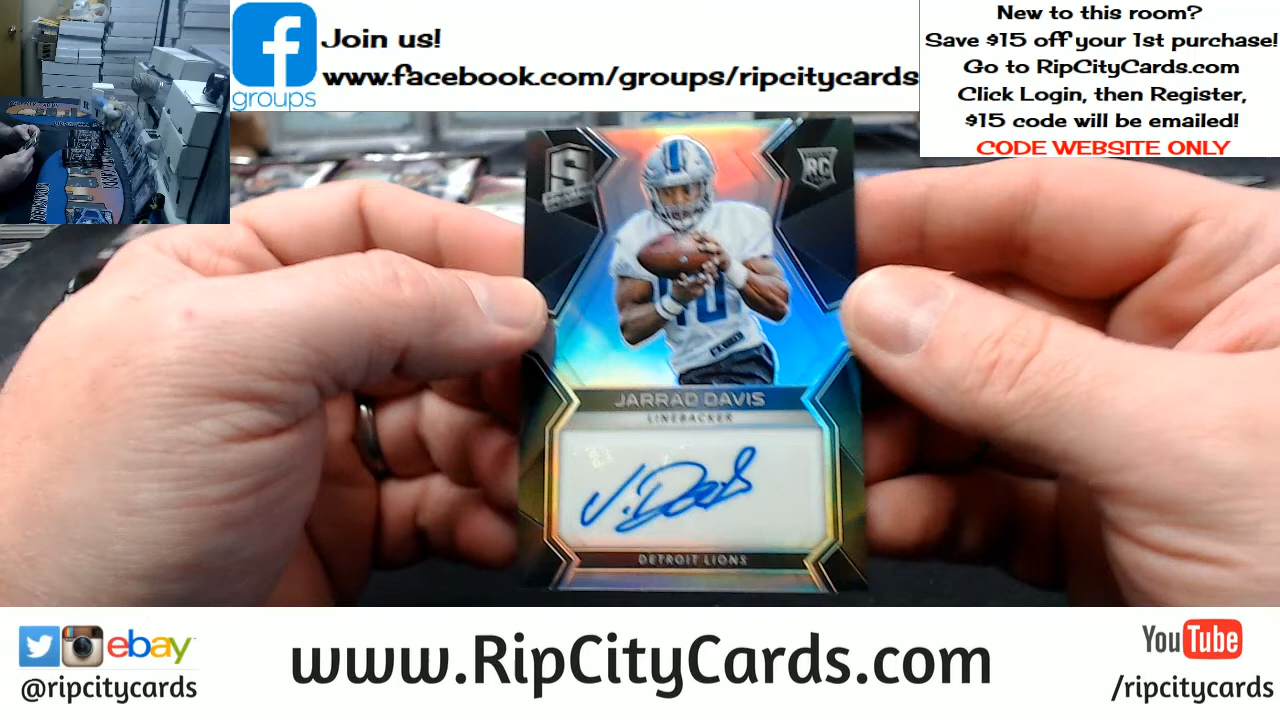 Join us!
www.facebook.com/groups/ripcitycards
groups
New to this room?
Save $15 off your 1st purchase!
Go to RipCityCards.com
Click Login, then Register,
$15 code will be emailed!
CODE WEBSITE ONLY
RC
40
JARRAD DAVIS
LINEBACKER
J. Davis
DETROIT LIONS
ebay
@ripcitycards
www.RipCityCards.com
YouTube
/ripcitycards